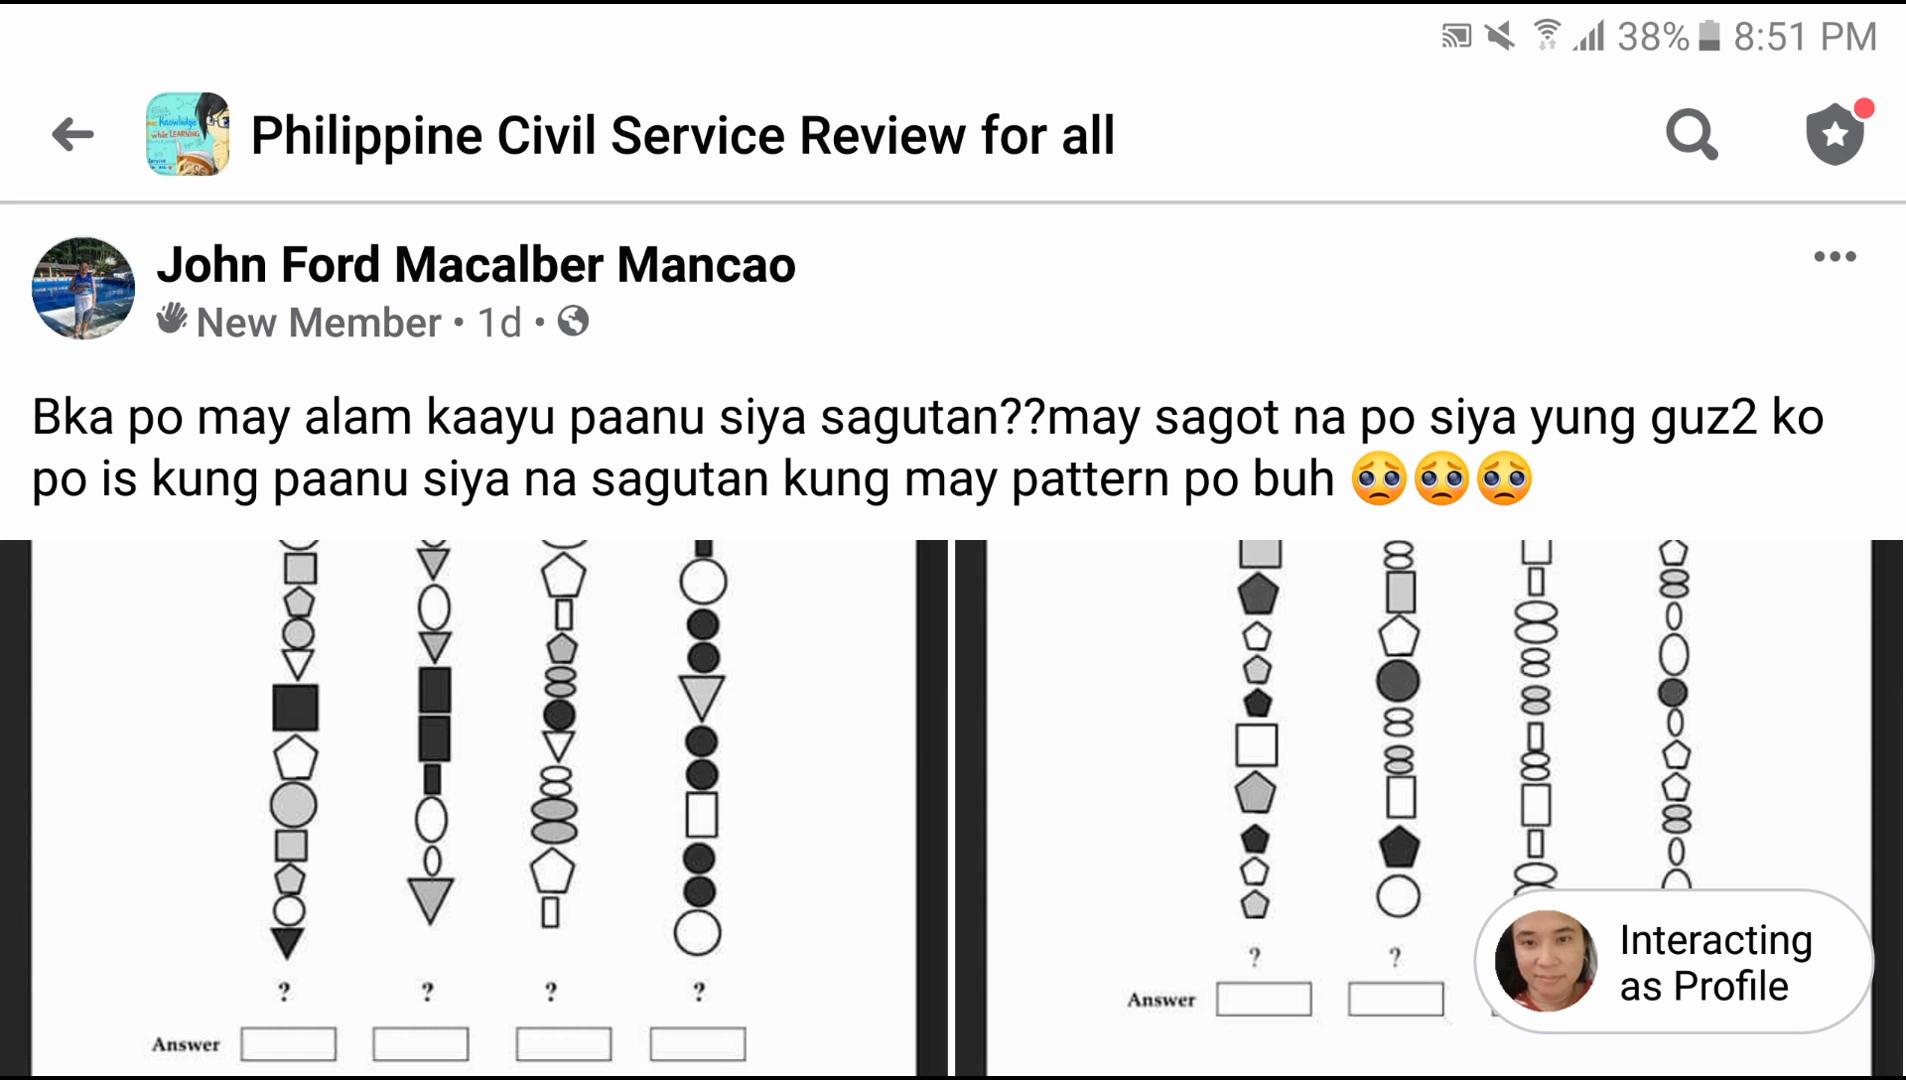 38% 8:51 PM
Philippine Civil Service Review for all
John Ford Macalber Mancao
New Member • 1d •
Bka po may alam kaayu paanu siya sagutan??may sagot na po siya yung guz2 ko
po is kung paanu siya na sagutan kung may pattern po buh 🥺🥺🥺
? ? ? ?
Answer
? ?
Answer
Interacting
as Profile